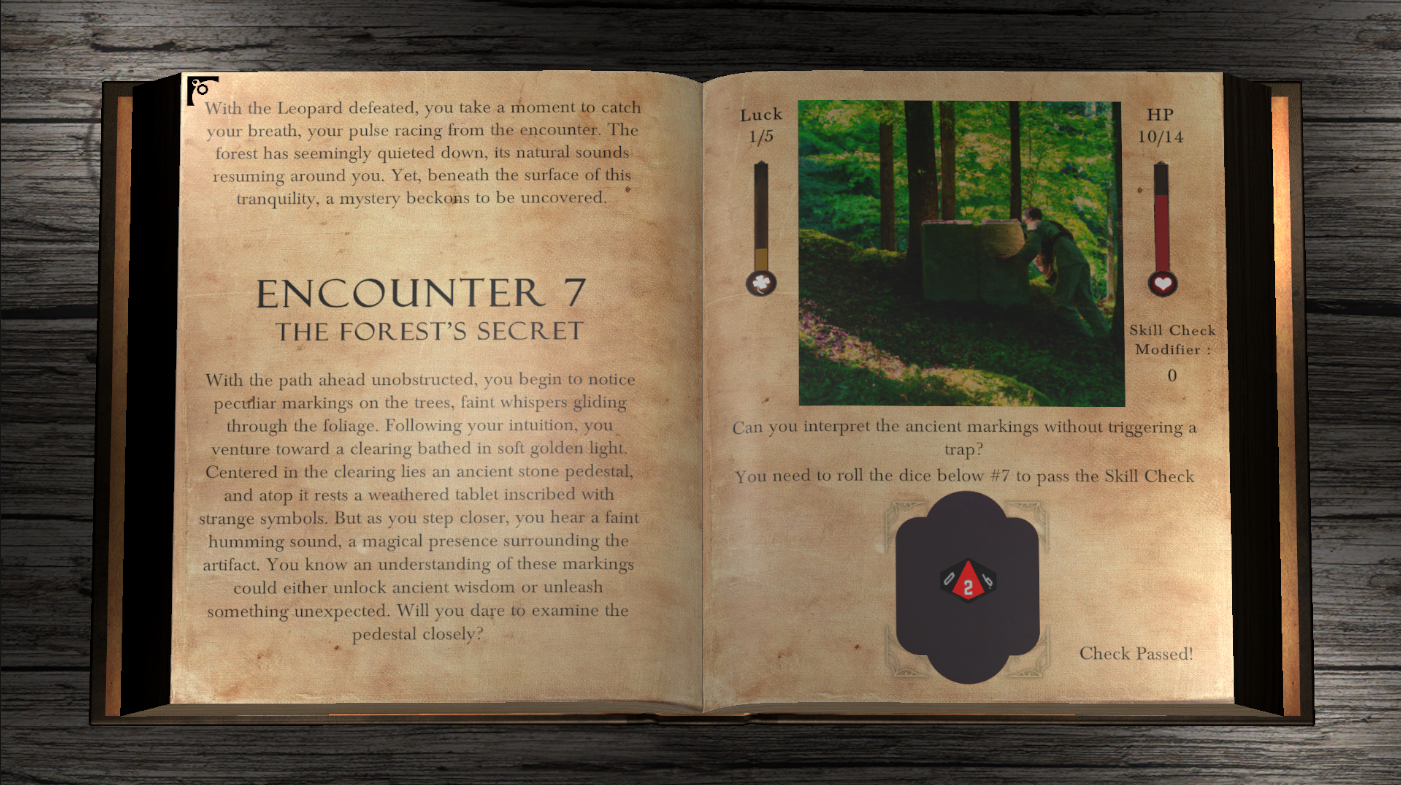 With the Leopard defeated, you take a moment to catch
your breath, your pulse racing from the encounter. The
forest has seemingly quieted down, its natural sounds
resuming around you. Yet, beneath the surface of this
tranquility, a mystery beckons to be uncovered.
ENCOUNTER 7
THE FOREST'S SECRET
With the path ahead unobstructed, you begin to notice
peculiar markings on the trees, faint whispers gliding
through the foliage. Following your intuition, you
venture toward a clearing bathed in soft golden light.
Centered in the clearing lies an ancient stone pedestal,
and atop it rests a weathered tablet inscribed with
strange symbols. But as you step closer, you hear a faint
humming sound, a magical presence surrounding the
artifact. You know an understanding of these markings
could either unlock ancient wisdom or unleash
something unexpected. Will you dare to examine the
pedestal closely?
Luck
1/5
HP
10/14
Skill Check
Modifier :
0
Can you interpret the ancient markings without triggering a
trap?
You need to roll the dice below #7 to pass the Skill Check
0 2 9
Check Passed!